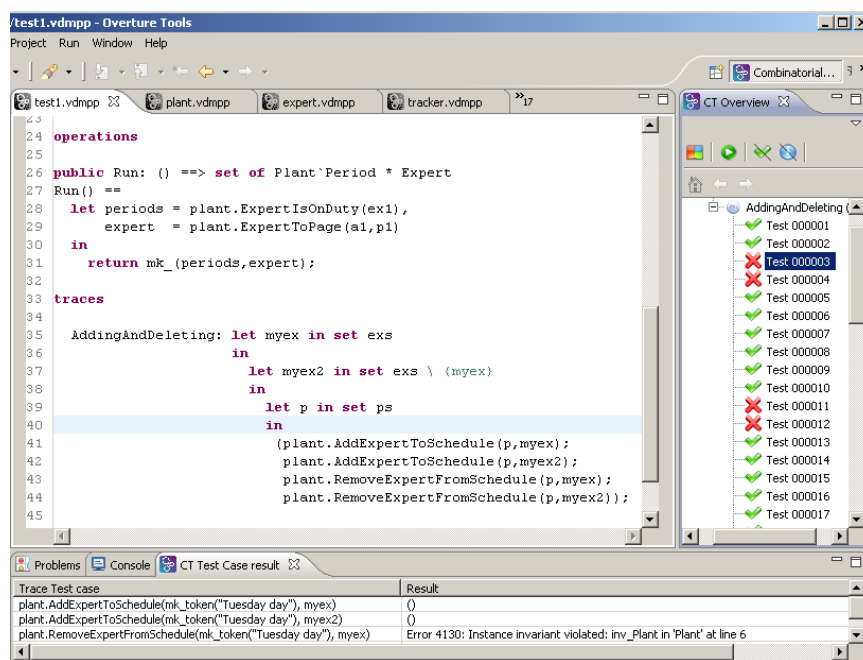 /test1.vdmpp - Overture Tools
Project Run Window Help
Combinatorial...
test1.vdmpp plant.vdmpp expert.vdmpp tracker.vdmpp »17
CT Overview
23
24 operations
25
26 public Run: () ==> set of Plant`Period * Expert
27 Run() ==
28 let periods = plant.ExpertIsOnDuty(ex1),
29 expert = plant.ExpertToPage(a1,p1)
30 in
31 return mk_(periods,expert);
32
33 traces
34
35 AddingAndDeleting: let myex in set exs
36 in
37 let myex2 in set exs \ {myex}
38 in
39 let p in set ps
40 in
41 (plant.AddExpertToSchedule(p,myex);
42 plant.AddExpertToSchedule(p,myex2);
43 plant.RemoveExpertFromSchedule(p,myex);
44 plant.RemoveExpertFromSchedule(p,myex2));
45
AddingAndDeleting (
Test 000001
Test 000002
Test 000003
Test 000004
Test 000005
Test 000006
Test 000007
Test 000008
Test 000009
Test 000010
Test 000011
Test 000012
Test 000013
Test 000014
Test 000015
Test 000016
Test 000017
Problems Console CT Test Case result
Trace Test case Result
plant.AddExpertToSchedule(mk_token("Tuesday day"), myex) ()
plant.AddExpertToSchedule(mk_token("Tuesday day"), myex2) ()
plant.RemoveExpertFromSchedule(mk_token("Tuesday day"), myex) Error 4130: Instance invariant violated: inv_Plant in 'Plant' at line 6